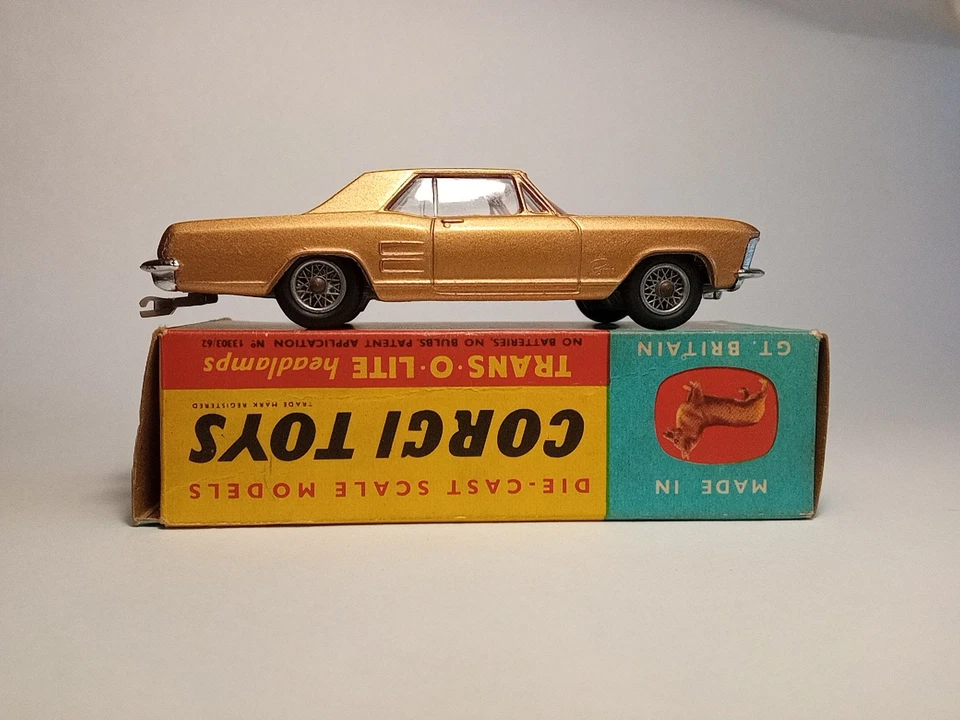 DIE-CAST SCALE MODELS
CORGI TOYS
TRADE MARK REGISTERED
TRANS·O·LITE headlamps
NO BATTERIES, NO BULBS. PATENT APPLICATION Nº 13303/62
MADE IN
GT. BRITAIN